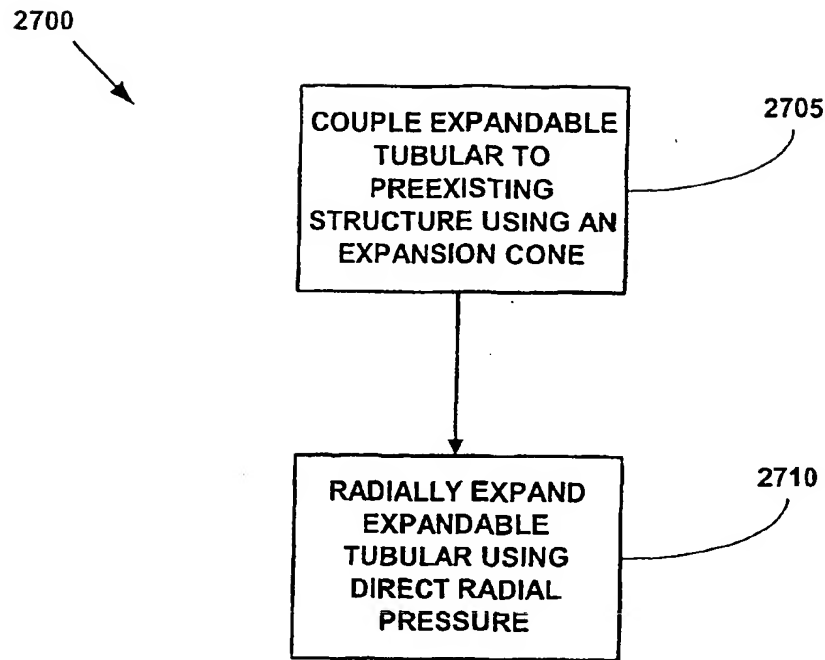 2700
2705
COUPLE EXPANDABLE
TUBULAR TO
PREEXISTING
STRUCTURE USING AN
EXPANSION CONE
2710
RADIALLY EXPAND
EXPANDABLE
TUBULAR USING
DIRECT RADIAL
PRESSURE